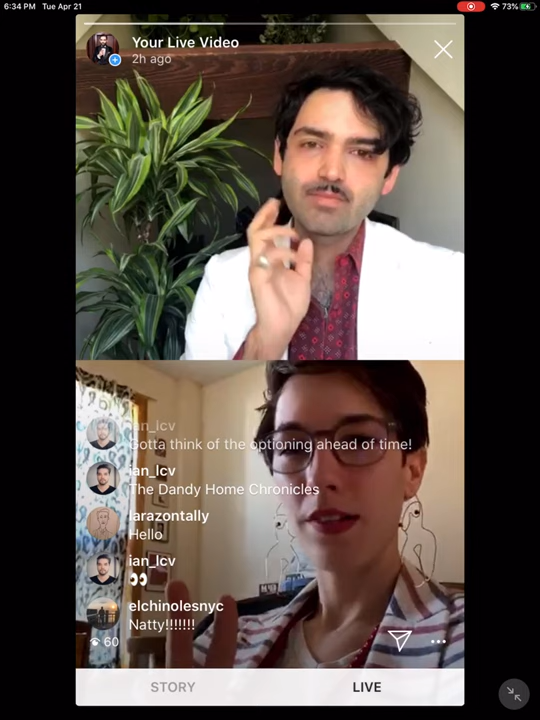 6:34 PM Tue Apr 21
73%
Your Live Video
2h ago
ian_lcv
Gotta think of the optioning ahead of time!
ian_lcv
The Dandy Home Chronicles
larazontally
Hello
ian_lcv
👀
elchinolesnyc
Natty!!!!!!!
60
STORY LIVE